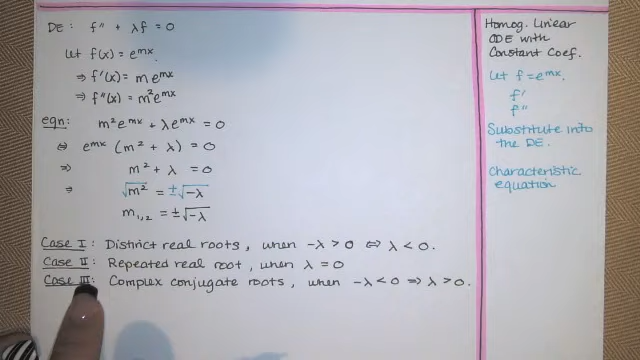 DE: f'' + λf = 0
Let f(x) = e^{mx}
⇒ f'(x) = me^{mx}
⇒ f''(x) = m²e^{mx}
eqn: m²e^{mx} + λe^{mx} = 0
⇔ e^{mx} (m² + λ) = 0
⇒ m² + λ = 0
⇒ √m² = ±√-λ
m₁,₂ = ±√-λ
Case I: Distinct real roots, when -λ > 0 ⇔ λ < 0.
Case II: Repeated real root, when λ = 0
Case III: Complex conjugate roots, when -λ < 0 ⇒ λ > 0.
Homog. Linear
ODE with
Constant Coef.
Let f = e^{mx}.
f'
f''
Substitute into
the DE.
Characteristic
equation